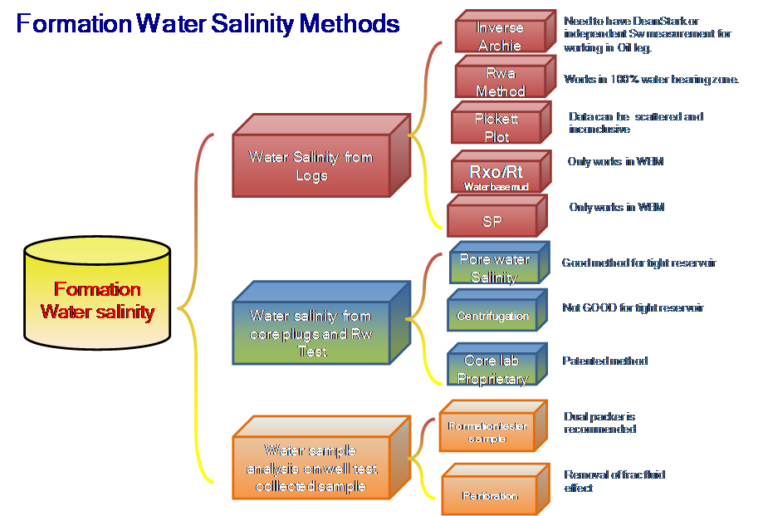 Formation Water Salinity Methods
Formation
Water salinity
Water Salinity from
Logs
Inverse
Archie
Need to have DeanStark or
independent Sw measurement for
working in Oil leg.
Rwa
Method
Works in 100% water bearing zone.
Pickett
Plot
Data can be scattered and
inconclusive
Rxo/Rt
Water base mud
Only works in WBM
SP
Only works in WBM
Water salinity from
core plugs and Rw
Test
Pore water
Salinity
Good method for tight reservoir
Centrifugation
Not GOOD for tight reservoir
Core lab
Proprietary
Patented method
Water sample
analysis on well test
collected sample
Formation tester
sample
Dual packer is
recommended
Perforation
Removal of frac fluid
effect